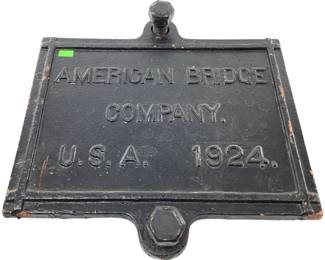 AMERICAN BRIDGE
COMPANY.
U.S.A. 1924.